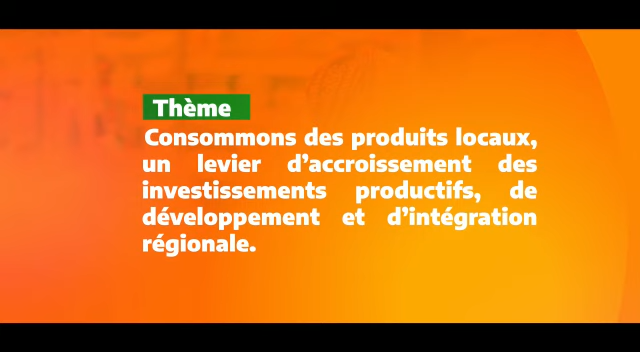 Thème
Consommons des produits locaux,
un levier d'accroissement des
investissements productifs, de
développement et d'intégration
régionale.